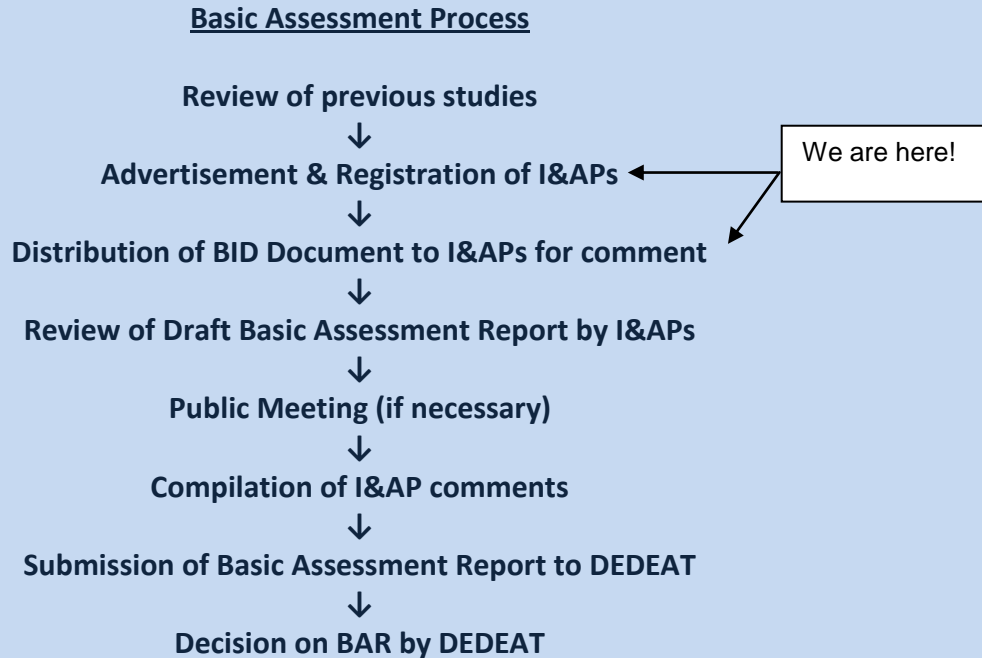 Basic Assessment Process
Review of previous studies
↓
We are here!
Advertisement & Registration of I&APs
↓
Distribution of BID Document to I&APs for comment
↓
Review of Draft Basic Assessment Report by I&APs
↓
Public Meeting (if necessary)
↓
Compilation of I&AP comments
↓
Submission of Basic Assessment Report to DEDEAT
↓
Decision on BAR by DEDEAT